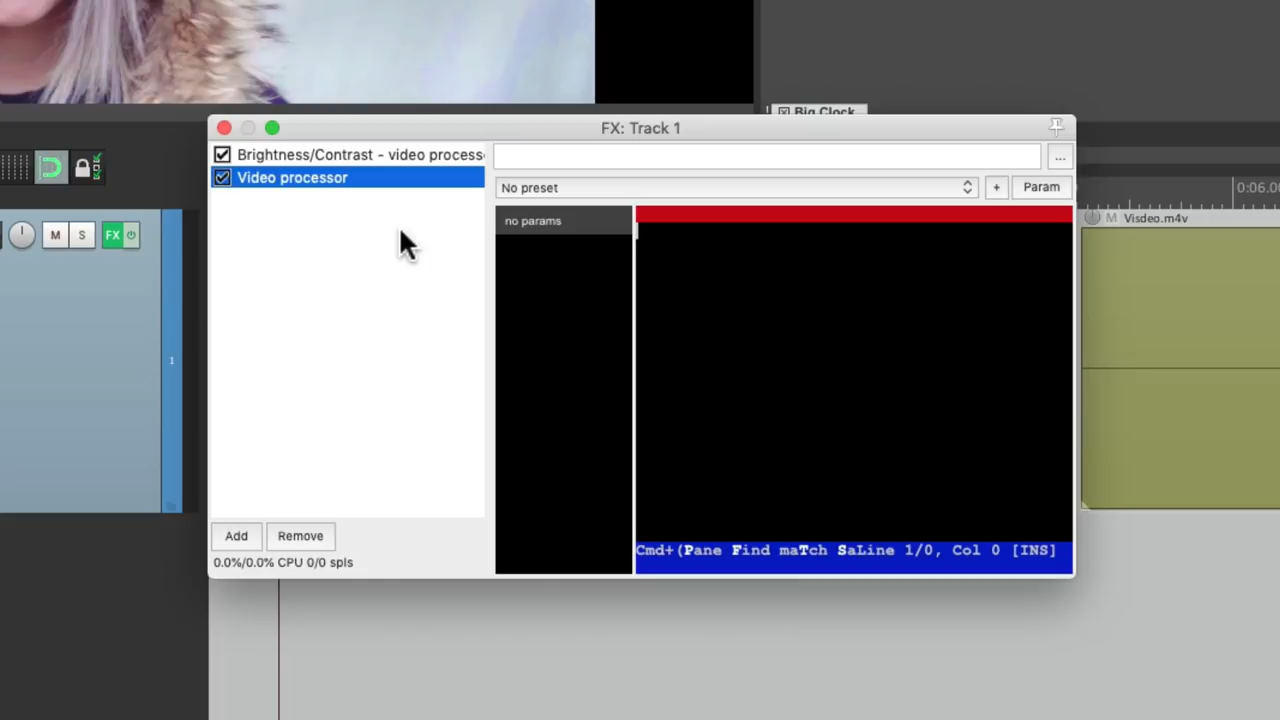 Big Clock
FX: Track 1
Brightness/Contrast - video process
...
Video processor
No preset
+
Param
0:06.0
M S FX
no params
M Visdeo.m4v
1
Cmd+(Pane Find maTch SaLine 1/0, Col 0 [INS]
Add
Remove
0.0%/0.0% CPU 0/0 spls